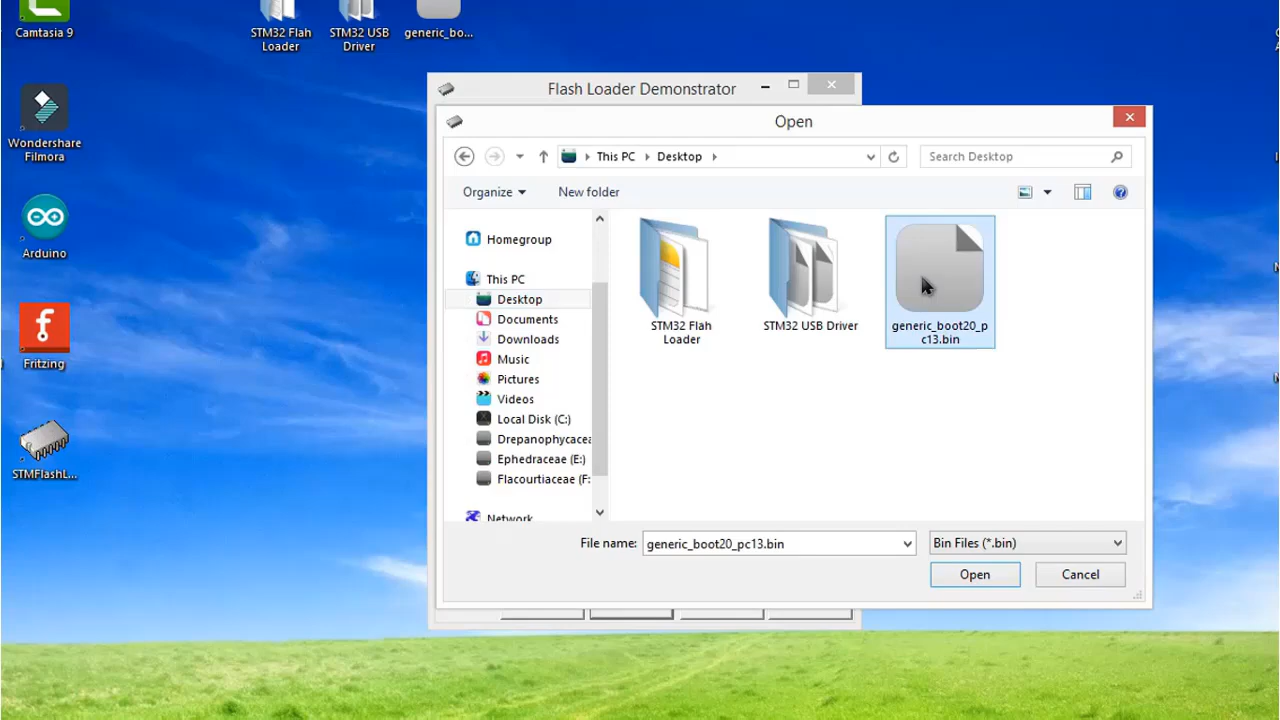 Camtasia 9
STM32 Flah
Loader
STM32 USB
Driver
generic_bo...
Wondershare
Filmora
Arduino
Fritzing
STMFlashL...
Flash Loader Demonstrator
Open
This PC
Desktop
Search Desktop
Organize
New folder
Homegroup
This PC
Desktop
Documents
Downloads
Music
Pictures
Videos
Local Disk (C:)
Drepanophycacea
Ephedraceae (E:)
Flacourtiaceae (F:
Network
STM32 Flah
Loader
STM32 USB Driver
generic_boot20_p
c13.bin
File name:
generic_boot20_pc13.bin
Bin Files (*.bin)
Open
Cancel